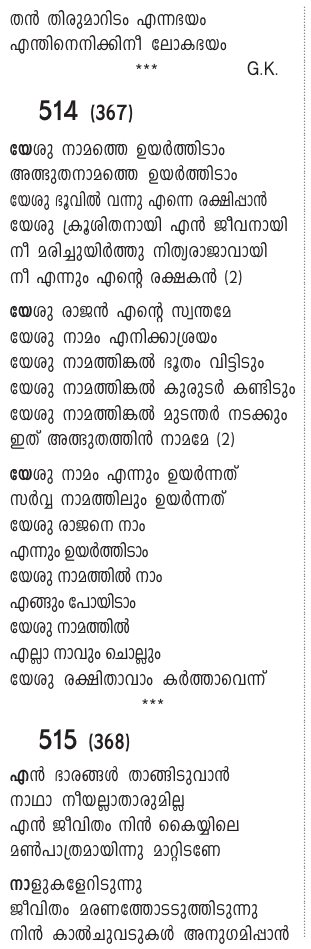 തൻ തിരുമാറിടം എന്നഭയം
എന്തിനെനിക്കിനീ ലോകഭയം
*** G.K.
514 (367)
യേശു നാമത്തെ ഉയർത്തിടാം
അത്ഭുതനാമത്തെ ഉയർത്തിടാം
യേശു ഭൂവിൽ വന്നു എന്നെ രക്ഷിപ്പാൻ
യേശു ക്രൂശിതനായി എൻ ജീവനായി
നീ മരിച്ചുയിർത്തു നിത്യരാജാവായി
നീ എന്നും എന്റെ രക്ഷകൻ (2)
യേശു രാജൻ എന്റെ സ്വന്തമേ
യേശു നാമം എനിക്കാശ്രയം
യേശു നാമത്തിങ്കൽ ഭൂതം വിട്ടിടും
യേശു നാമത്തിങ്കൽ കുരുടർ കണ്ടിടും
യേശു നാമത്തിങ്കൽ മുടന്തർ നടക്കും
ഇത് അത്ഭുതത്തിൻ നാമമേ (2)
യേശു നാമം എന്നും ഉയർന്നത്
സർവ്വ നാമത്തിലും ഉയർന്നത്
യേശു രാജനെ നാം
എന്നും ഉയർത്തിടാം
യേശു നാമത്തിൽ നാം
എങ്ങും പോയിടാം
യേശു നാമത്തിൽ
എല്ലാ നാവും ചൊല്ലും
യേശു രക്ഷിതാവാം കർത്താവെന്ന്
***
515 (368)
എൻ ഭാരങ്ങൾ താങ്ങിടുവാൻ
നാഥാ നീയല്ലാതാരുമില്ല
എൻ ജീവിതം നിൻ കൈയ്യിലെ
മൺപാത്രമായിന്നു മാറ്റിടണേ
നാളുകളേറിടുന്നു
ജീവിതം മരണത്തോടടുത്തിടുന്നു
നിൻ കാൽചുവടുകൾ അനുഗമിപ്പാൻ